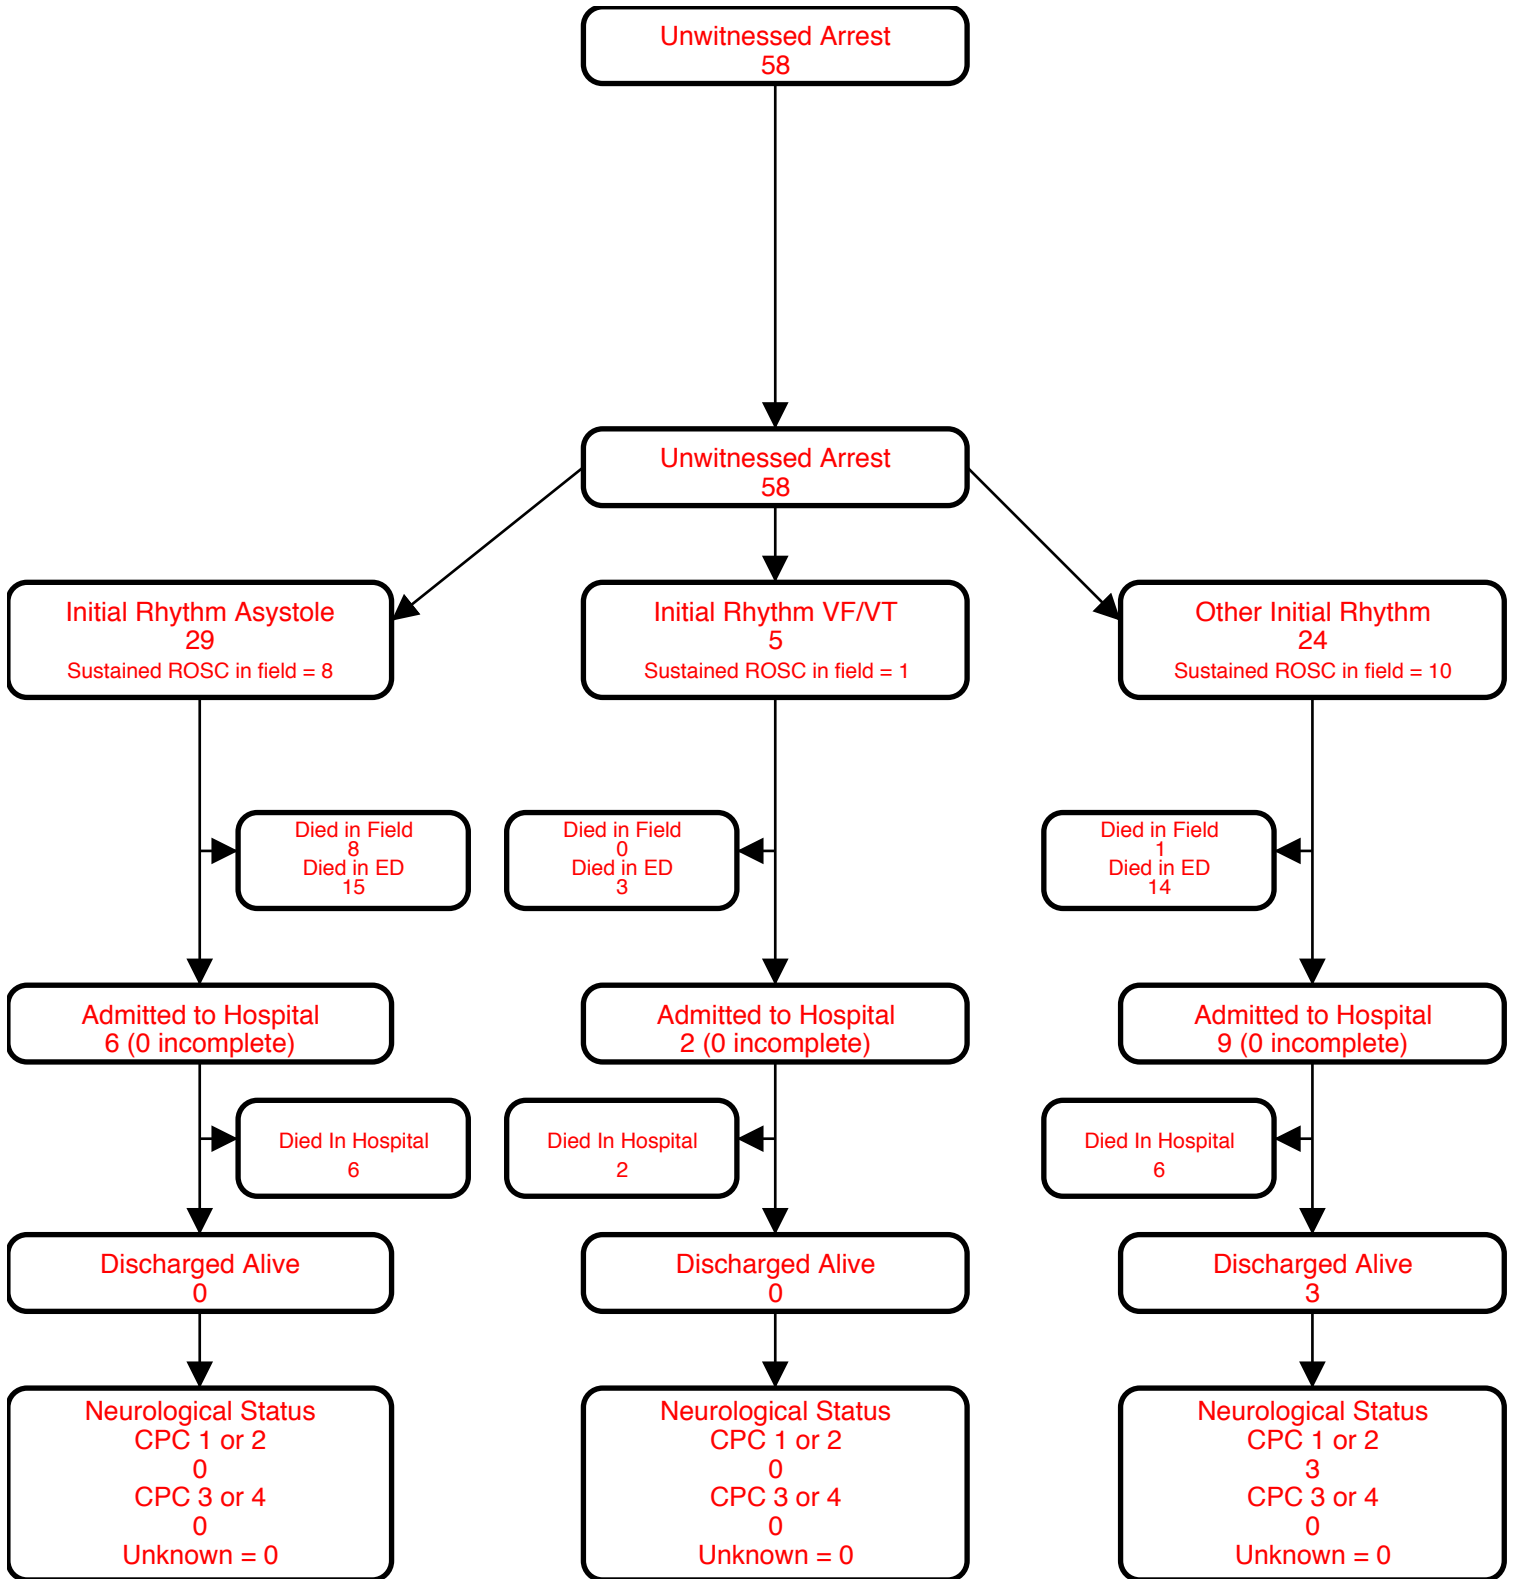 Unwitnessed Arrest
58
Unwitnessed Arrest
58
Initial Rhythm Asystole
29
Sustained ROSC in field = 8
Initial Rhythm VF/VT
5
Sustained ROSC in field = 1
Other Initial Rhythm
24
Sustained ROSC in field = 10
Died in Field
8
Died in ED
15
Died in Field
0
Died in ED
3
Died in Field
1
Died in ED
14
Admitted to Hospital
6 (0 incomplete)
Admitted to Hospital
2 (0 incomplete)
Admitted to Hospital
9 (0 incomplete)
Died In Hospital
6
Died In Hospital
2
Died In Hospital
6
Discharged Alive
0
Discharged Alive
0
Discharged Alive
3
Neurological Status
CPC 1 or 2
0
CPC 3 or 4
0
Unknown = 0
Neurological Status
CPC 1 or 2
0
CPC 3 or 4
0
Unknown = 0
Neurological Status
CPC 1 or 2
3
CPC 3 or 4
0
Unknown = 0